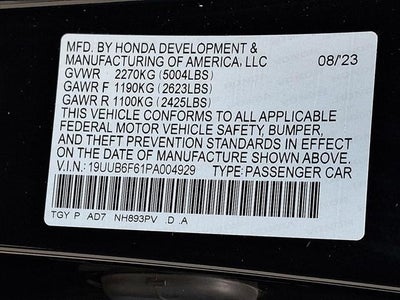 MFD. BY HONDA DEVELOPMENT &
MANUFACTURING OF AMERICA, LLC 08/'23
GVWR 2270KG (5004LBS)
GAWR F 1190KG (2623LBS)
GAWR R 1100KG (2425LBS)
THIS VEHICLE CONFORMS TO ALL APPLICABLE
FEDERAL MOTOR VEHICLE SAFETY, BUMPER,
AND THEFT PREVENTION STANDARDS IN EFFECT
ON THE DATE OF MANUFACTURE SHOWN ABOVE.
V.I.N.: 19UUB6F61PA004929 TYPE: PASSENGER CAR
TGY P AD7 NH893PV .D .A